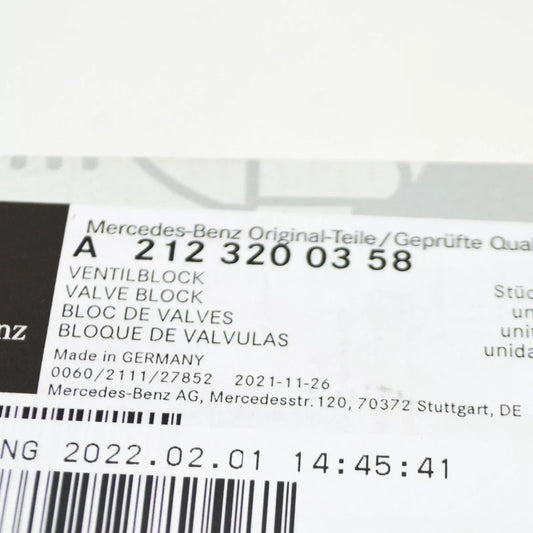 Mercedes-Benz Original-Teile/Geprüfte Qual
A 212 320 03 58
VENTILBLOCK
VALVE BLOCK
BLOC DE VALVES
BLOQUE DE VALVULAS
Stüc
un
uni
unida
nz
Made in GERMANY
0060/2111/27852 2021-11-26
Mercedes-Benz AG, Mercedesstr.120, 70372 Stuttgart, DE
NG 2022.02.01 14:45:41